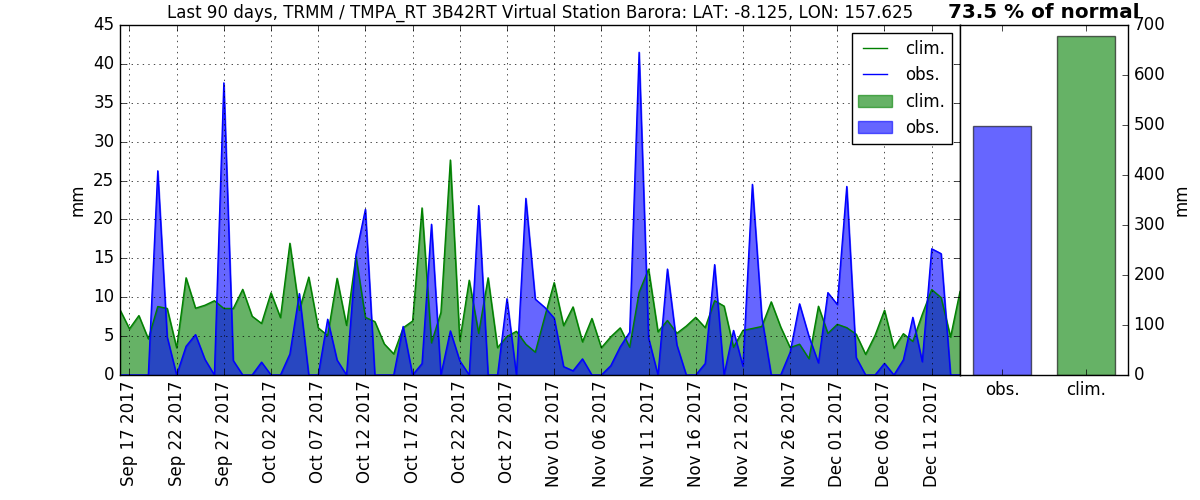 Last 90 days, TRMM / TMPA_RT 3B42RT Virtual Station Barora: LAT: -8.125, LON: 157.625
73.5 % of normal
45
40
35
30
25
20
15
10
5
0
mm
clim.
obs.
clim.
obs.
Sep 17 2017
Sep 22 2017
Sep 27 2017
Oct 02 2017
Oct 07 2017
Oct 12 2017
Oct 17 2017
Oct 22 2017
Oct 27 2017
Nov 01 2017
Nov 06 2017
Nov 11 2017
Nov 16 2017
Nov 21 2017
Nov 26 2017
Dec 01 2017
Dec 06 2017
Dec 11 2017
700
600
500
400
300
200
100
0
mm
obs.
clim.